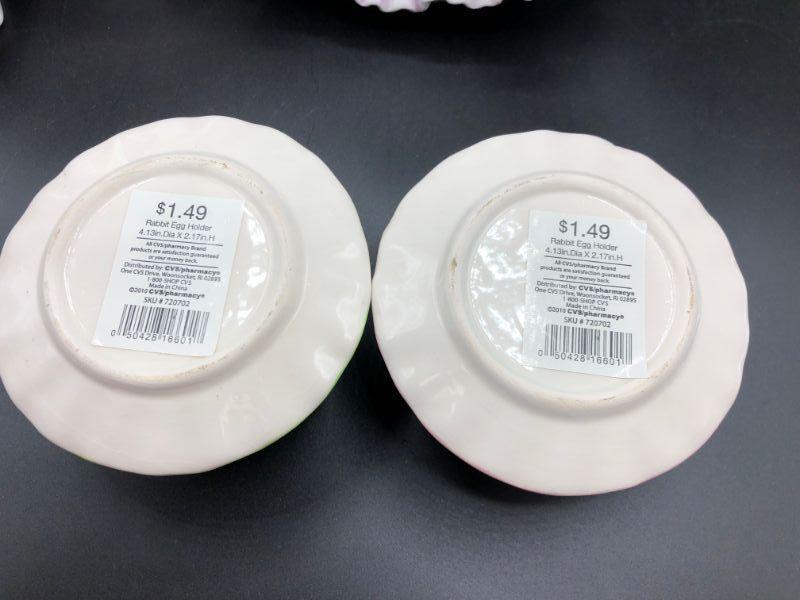 $1.49
Rabbit Egg Holder
4.13in.Dia X 2.17in.H
All CVS/pharmacy Brand
products are satisfaction guaranteed
or your money back.
Distributed by: CVS/pharmacy®
One CVS Drive, Woonsocket, RI 02895
1-800-SHOP CVS
Made in China
©2010 CVS/pharmacy®
SKU # 720702
0 50428 16601
$1.49
Rabbit Egg Holder
4.13in.Dia X 2.17in.H
All CVS/pharmacy Brand
products are satisfaction guaranteed
or your money back.
Distributed by: CVS/pharmacy®
One CVS Drive, Woonsocket, RI 02895
1-800-SHOP CVS
Made in China
©2010 CVS/pharmacy®
SKU # 720702
0 50428 16601